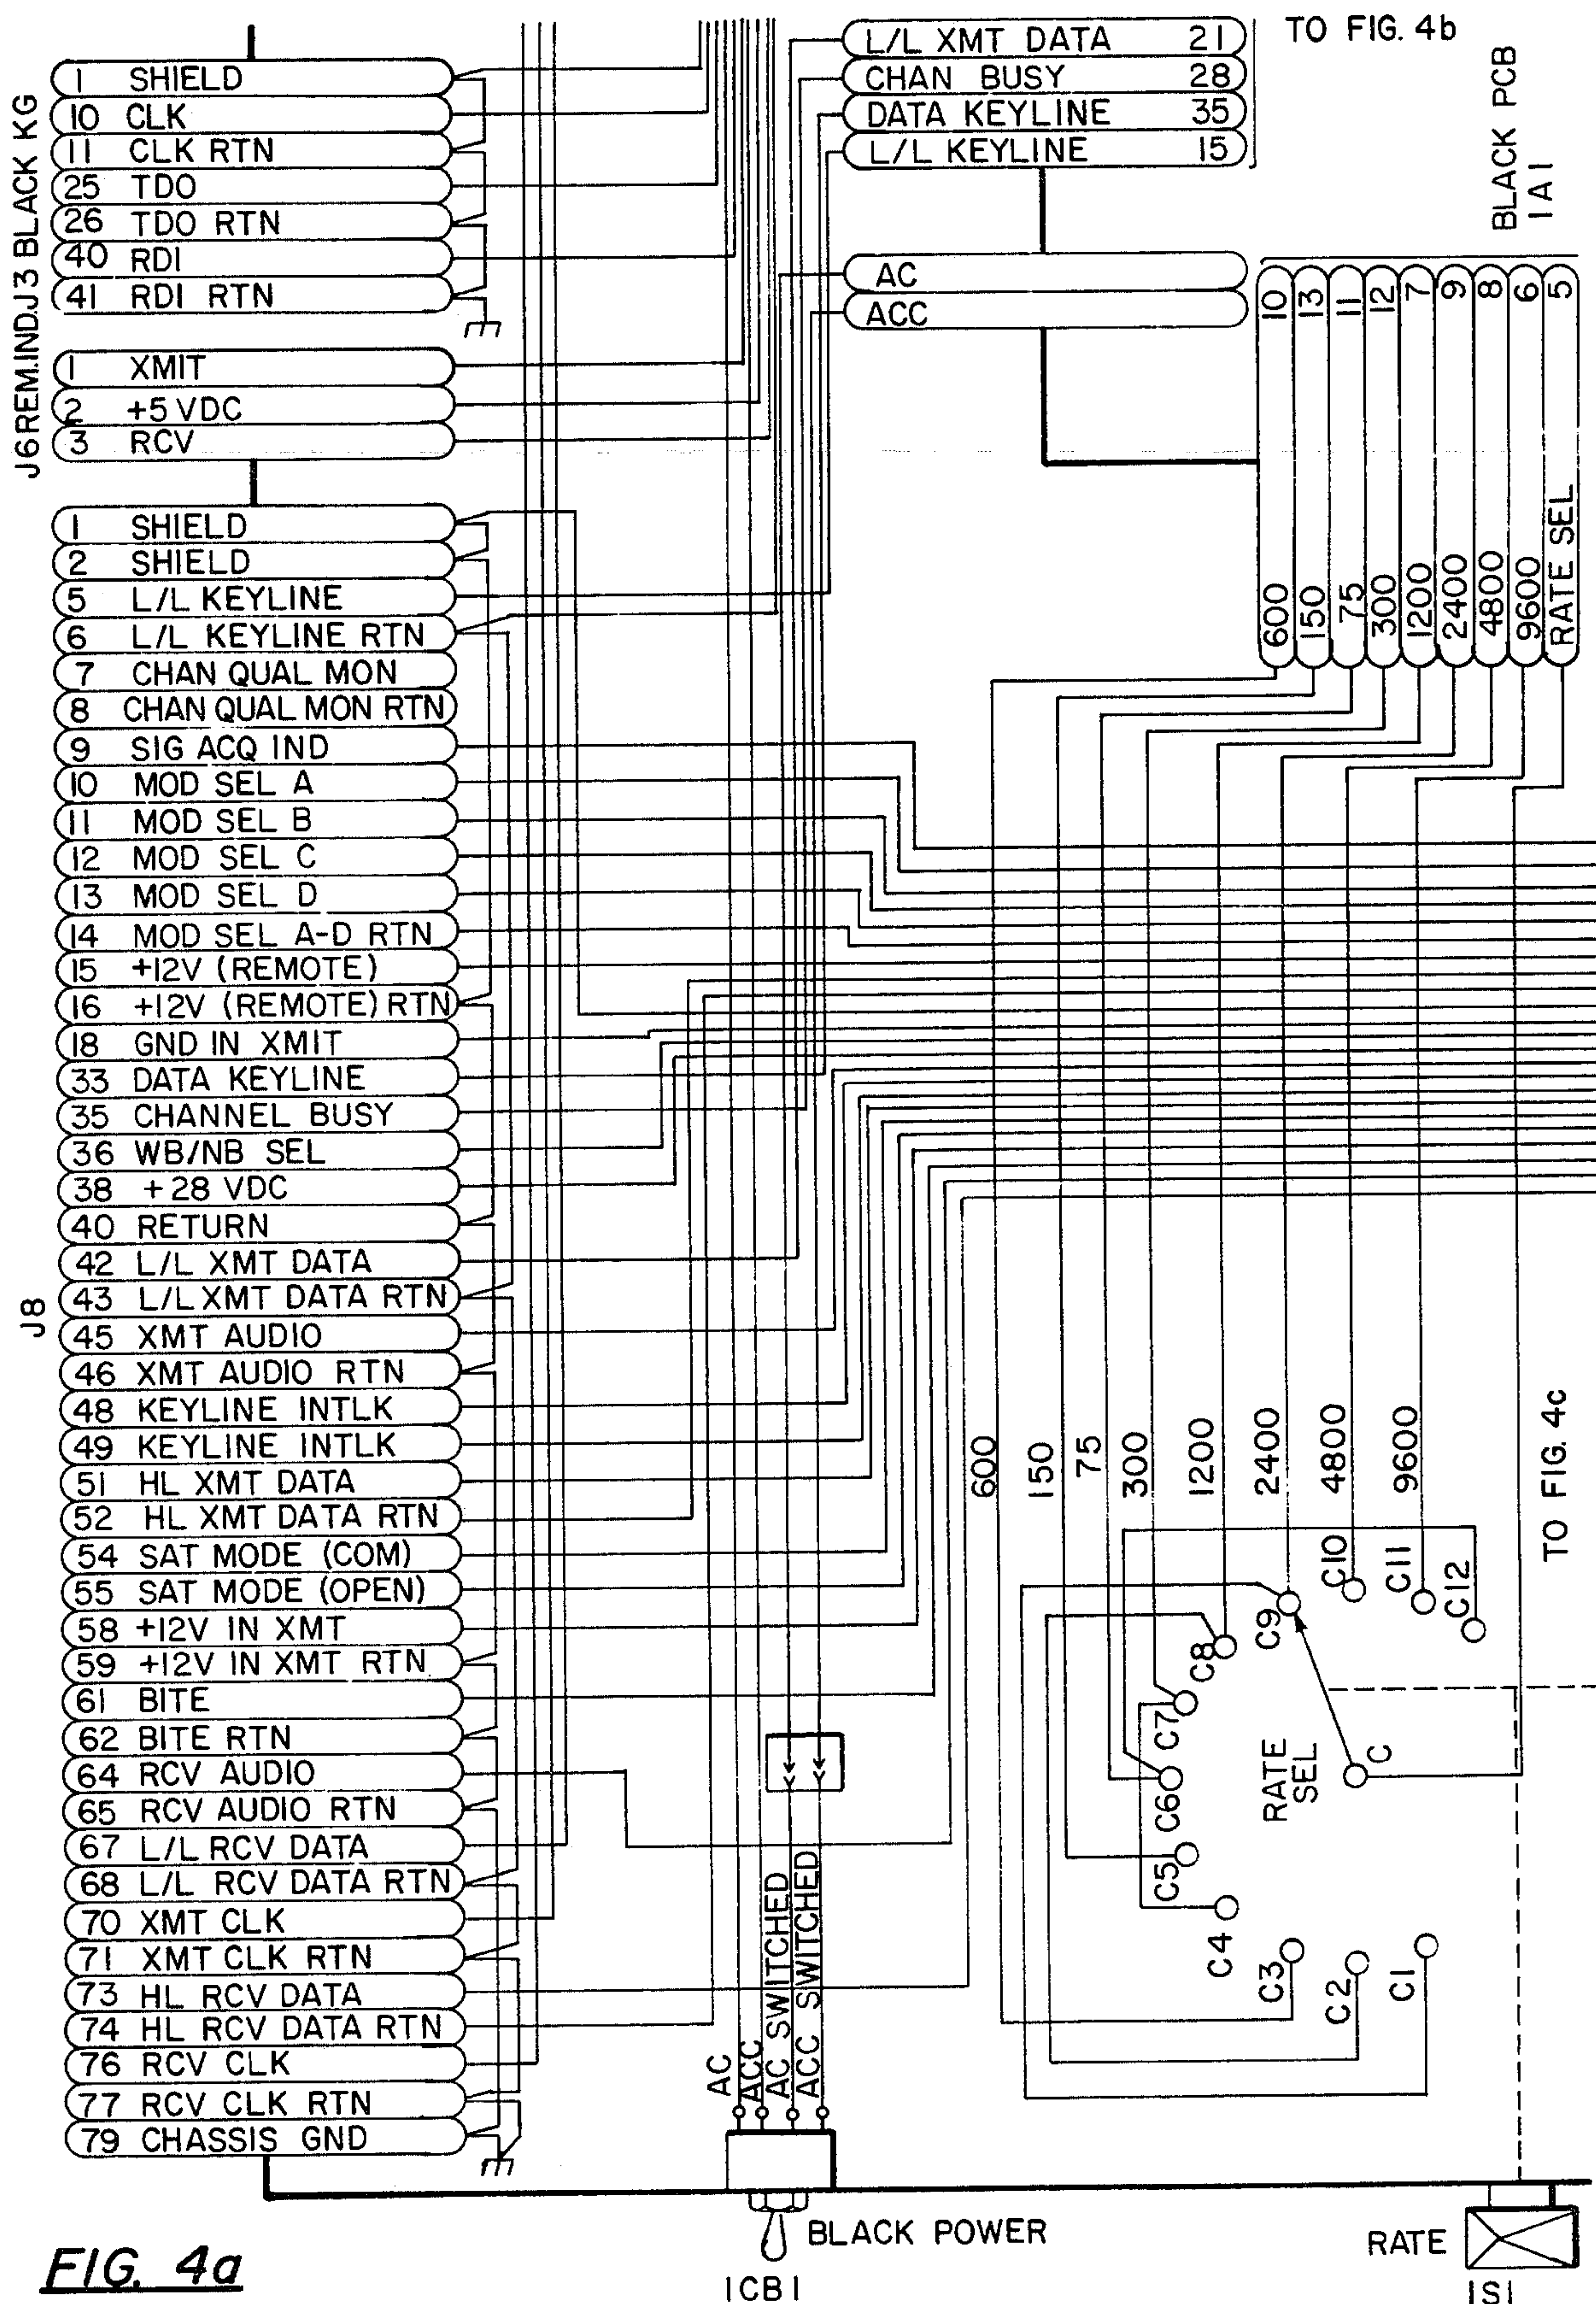 TO FIG. 4b
L/L XMT DATA 21
CHAN BUSY 28
DATA KEYLINE 35
L/L KEYLINE 15
AC
ACC
BLACK PCB
1A1
10 600
13 150
11 75
12 300
7 1200
9 2400
8 4800
6 9600
5 RATE SEL
J3 BLACK KG
1 SHIELD
10 CLK
11 CLK RTN
25 TDO
26 TDO RTN
40 RDI
41 RDI RTN
J6 REM.IND.
1 XMIT
2 +5 VDC
3 RCV
J8
1 SHIELD
2 SHIELD
5 L/L KEYLINE
6 L/L KEYLINE RTN
7 CHAN QUAL MON
8 CHAN QUAL MON RTN
9 SIG ACQ IND
10 MOD SEL A
11 MOD SEL B
12 MOD SEL C
13 MOD SEL D
14 MOD SEL A-D RTN
15 +12V (REMOTE)
16 +12V (REMOTE) RTN
18 GND IN XMIT
33 DATA KEYLINE
35 CHANNEL BUSY
36 WB/NB SEL
38 +28 VDC
40 RETURN
42 L/L XMT DATA
43 L/L XMT DATA RTN
45 XMT AUDIO
46 XMT AUDIO RTN
48 KEYLINE INTLK
49 KEYLINE INTLK
51 HL XMT DATA
52 HL XMT DATA RTN
54 SAT MODE (COM)
55 SAT MODE (OPEN)
58 +12V IN XMT
59 +12V IN XMT RTN
61 BITE
62 BITE RTN
64 RCV AUDIO
65 RCV AUDIO RTN
67 L/L RCV DATA
68 L/L RCV DATA RTN
70 XMT CLK
71 XMT CLK RTN
73 HL RCV DATA
74 HL RCV DATA RTN
76 RCV CLK
77 RCV CLK RTN
79 CHASSIS GND
600
150
75
300
1200
2400
4800
9600
TO FIG. 4c
C12
C11
C10
C9
C8
C7
C6
C5
C4
C3
C2
C1
C
RATE
SEL
AC
ACC
AC SWITCHED
ACC SWITCHED
BLACK POWER
1CB1
RATE
1S1
FIG. 4a